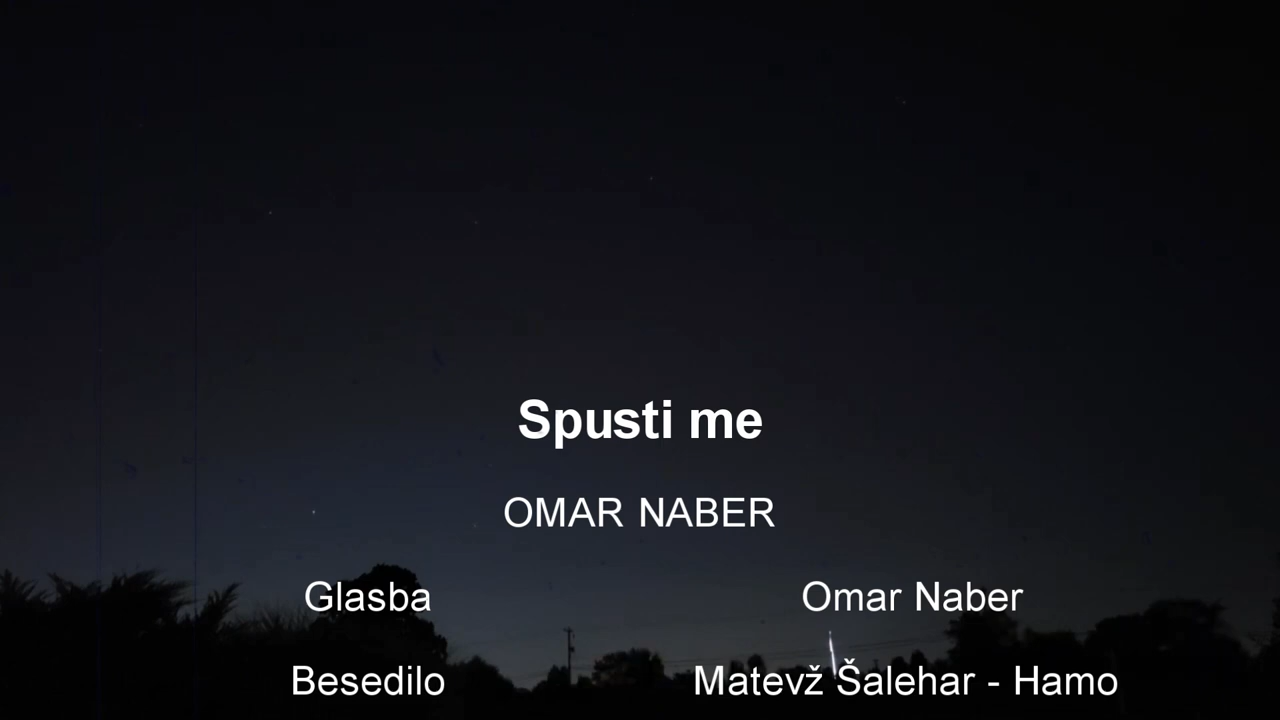 Spusti me
OMAR NABER
Glasba Omar Naber
Besedilo Matevž Šalehar - Hamo